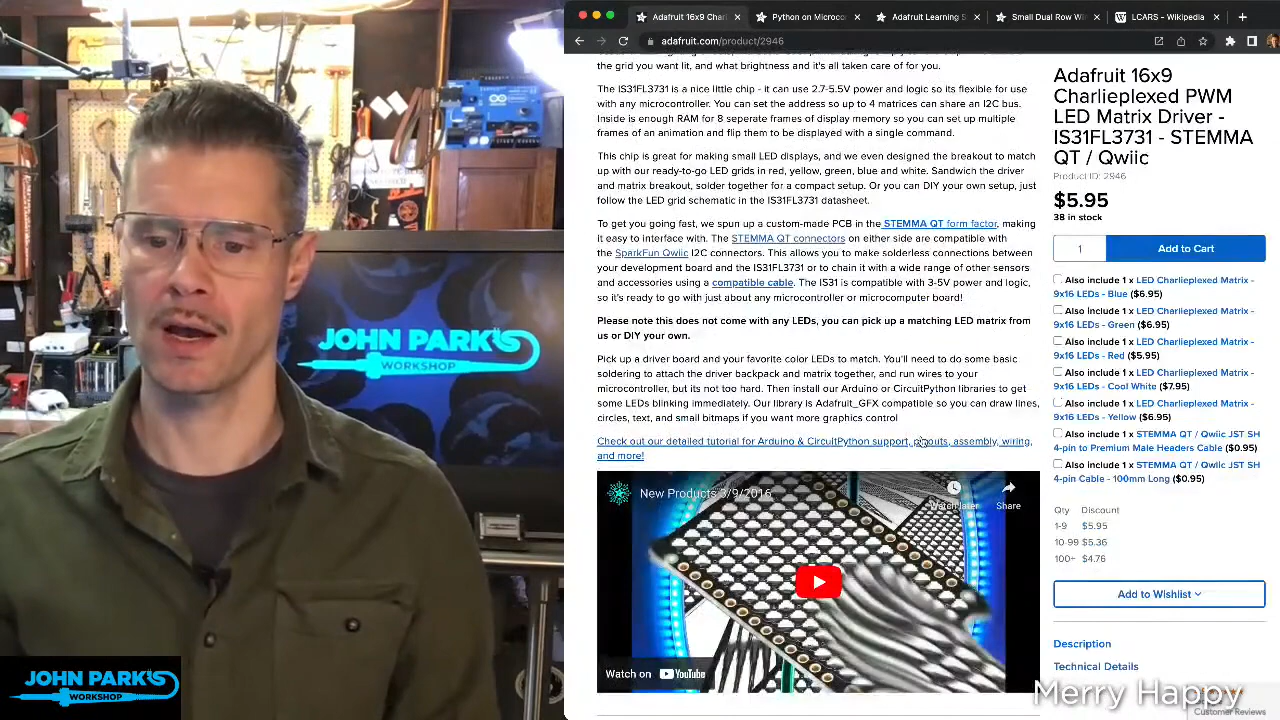 Adafruit 16x9 Cha
Python
Adafruit
LCARS - Wikiped
adafruit.com/product/2946
the grid you want lit, and what brightness and it's all taken care of for you.
The IS31FL3731 is a nice little chip - it can
with any microcontroller. You can set the address so up to 4 matrices can share an I2C bus.
Inside is enough RAM for 8 seperate frames of display memory so you can set up multiple
frames of an animation and flip them to be displayed with a single command.
This chip is great for making small LED displays, and we even designed the breakout to match
up with our ready-to-go LED grids in red, yellow, green, blue and white. Sandwich the driver
and matrix breakout, solder together for a compact setup. Or you can DIY your own setup, just
follow the LED grid schematic in the IS31FL3731 datasheet.
To get you going fast, we spun up a custom-made PCB in the STEMMA QT form factor, making
it easy to interface with. The STEMMA QT connectors on either side are compatible with
the SparkFun Qwiic I2C connectors. This allows you to make solderless connections between
your development board and the IS31FL3731 or to chain it with a wide range of other sensors
and accessories using a compatible cable. The IS31 is compatible with 3-5V power and logic,
so it's ready to go with just about any microcontroller or microcomputer board!
Please note this does not come with any LEDs, you can pick up a matching LED matrix from
us or DIY your own.
Pick up a driver board and your favorite color LEDs to match. You'll need to do some basic
soldering to attach the driver backpack and matrix together, and run wires to your
microcontroller, but its not too hard. Then install our Arduino or CircuitPython libraries to get
some LEDs blinking immediately. Our library is Adafruit_GFX compatible so you can draw lines,
circles, text, and small bitmaps if you want more graphics control
Check out our detailed tutorial for Arduino & CircuitPython support, pinouts, assembly, wiring,
and more!
New Products 3/9/2016
Watch later
Share
Watch on YouTube
Adafruit 16x9
Charlieplexed PWM
LED Matrix Driver -
IS31FL3731 - STEMMA
QT / Qwiic
Product ID: 2946
$5.95
38 in stock
1
Add to Cart
Also include 1 x LED Charlieplexed Matrix -
9x16 LEDs - Blue ($6.95)
Also include 1 x LED Charlieplexed Matrix -
9x16 LEDs - Green ($6.95)
Also include 1 x LED Charlieplexed Matrix -
9x16 LEDs - Red ($5.95)
Also include 1 x LED Charlieplexed Matrix -
9x16 LEDs - Cool White ($7.95)
Also include 1 x LED Charlieplexed Matrix -
9x16 LEDs - Yellow ($6.95)
Also include 1 x STEMMA QT / Qwiic JST SH
4-pin to Premium Male Headers Cable ($0.95)
Also include 1 x STEMMA QT / Qwiic JST SH
4-pin Cable - 100mm Long ($0.95)
Qty Discount
1-9 $5.95
10-99 $5.36
100+ $4.76
Add to Wishlist
Description
Technical Details
Merry Happy
Customer Reviews
JOHN PARK'S
WORKSHOP
JOHN PARK'S
WORKSHOP